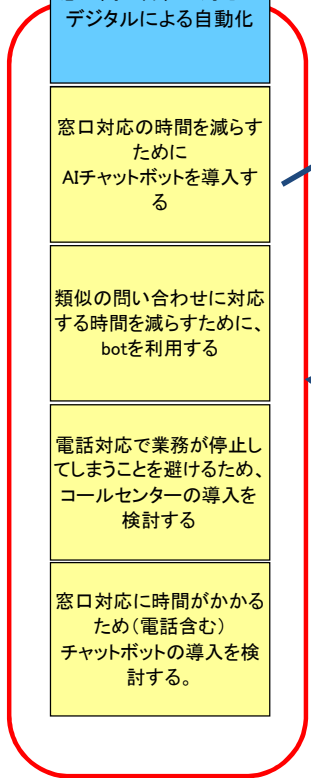 デジタルによる自動化
窓口対応の時間を減らす
ために
AIチャットボットを導入す
る
類似の問い合わせに対応
する時間を減らすために、
botを利用する
電話対応で業務が停止し
てしまうことを避けるため、
コールセンターの導入を
検討する
窓口対応に時間がかかる
ため（電話含む）
チャットボットの導入を検
討する。